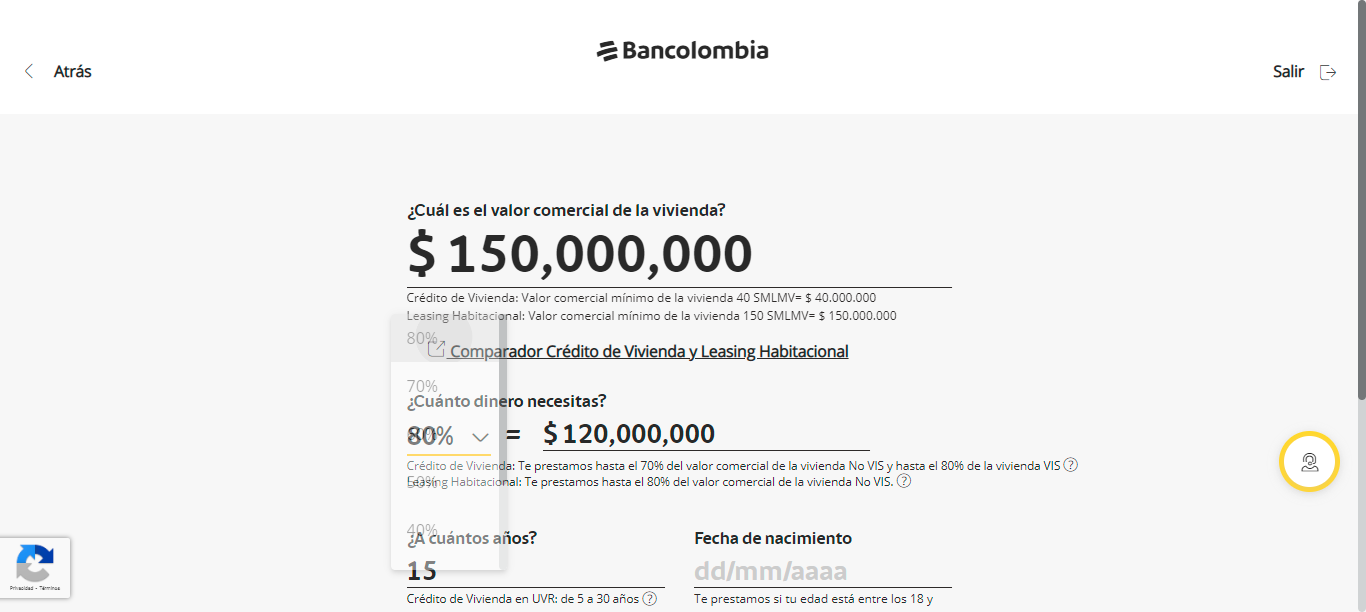 Bancolombia
Atrás
Salir
¿Cuál es el valor comercial de la vivienda?
$ 150,000,000
Crédito de Vivienda: Valor comercial mínimo de la vivienda 40 SMLMV= $ 40.000.000
Leasing Habitacional: Valor comercial mínimo de la vivienda 150 SMLMV= $ 150.000.000
80%
Comparador Crédito de Vivienda y Leasing Habitacional
70%
¿Cuánto dinero necesitas?
80% = $ 120,000,000
Crédito de Vivienda: Te prestamos hasta el 70% del valor comercial de la vivienda No VIS y hasta el 80% de la vivienda VIS ?
50%
Leasing Habitacional: Te prestamos hasta el 80% del valor comercial de la vivienda No VIS. ?
40%
¿A cuántos años?
15
Crédito de Vivienda en UVR: de 5 a 30 años ?
Fecha de nacimiento
dd/mm/aaaa
Te prestamos si tu edad está entre los 18 y
Privacidad - Términos